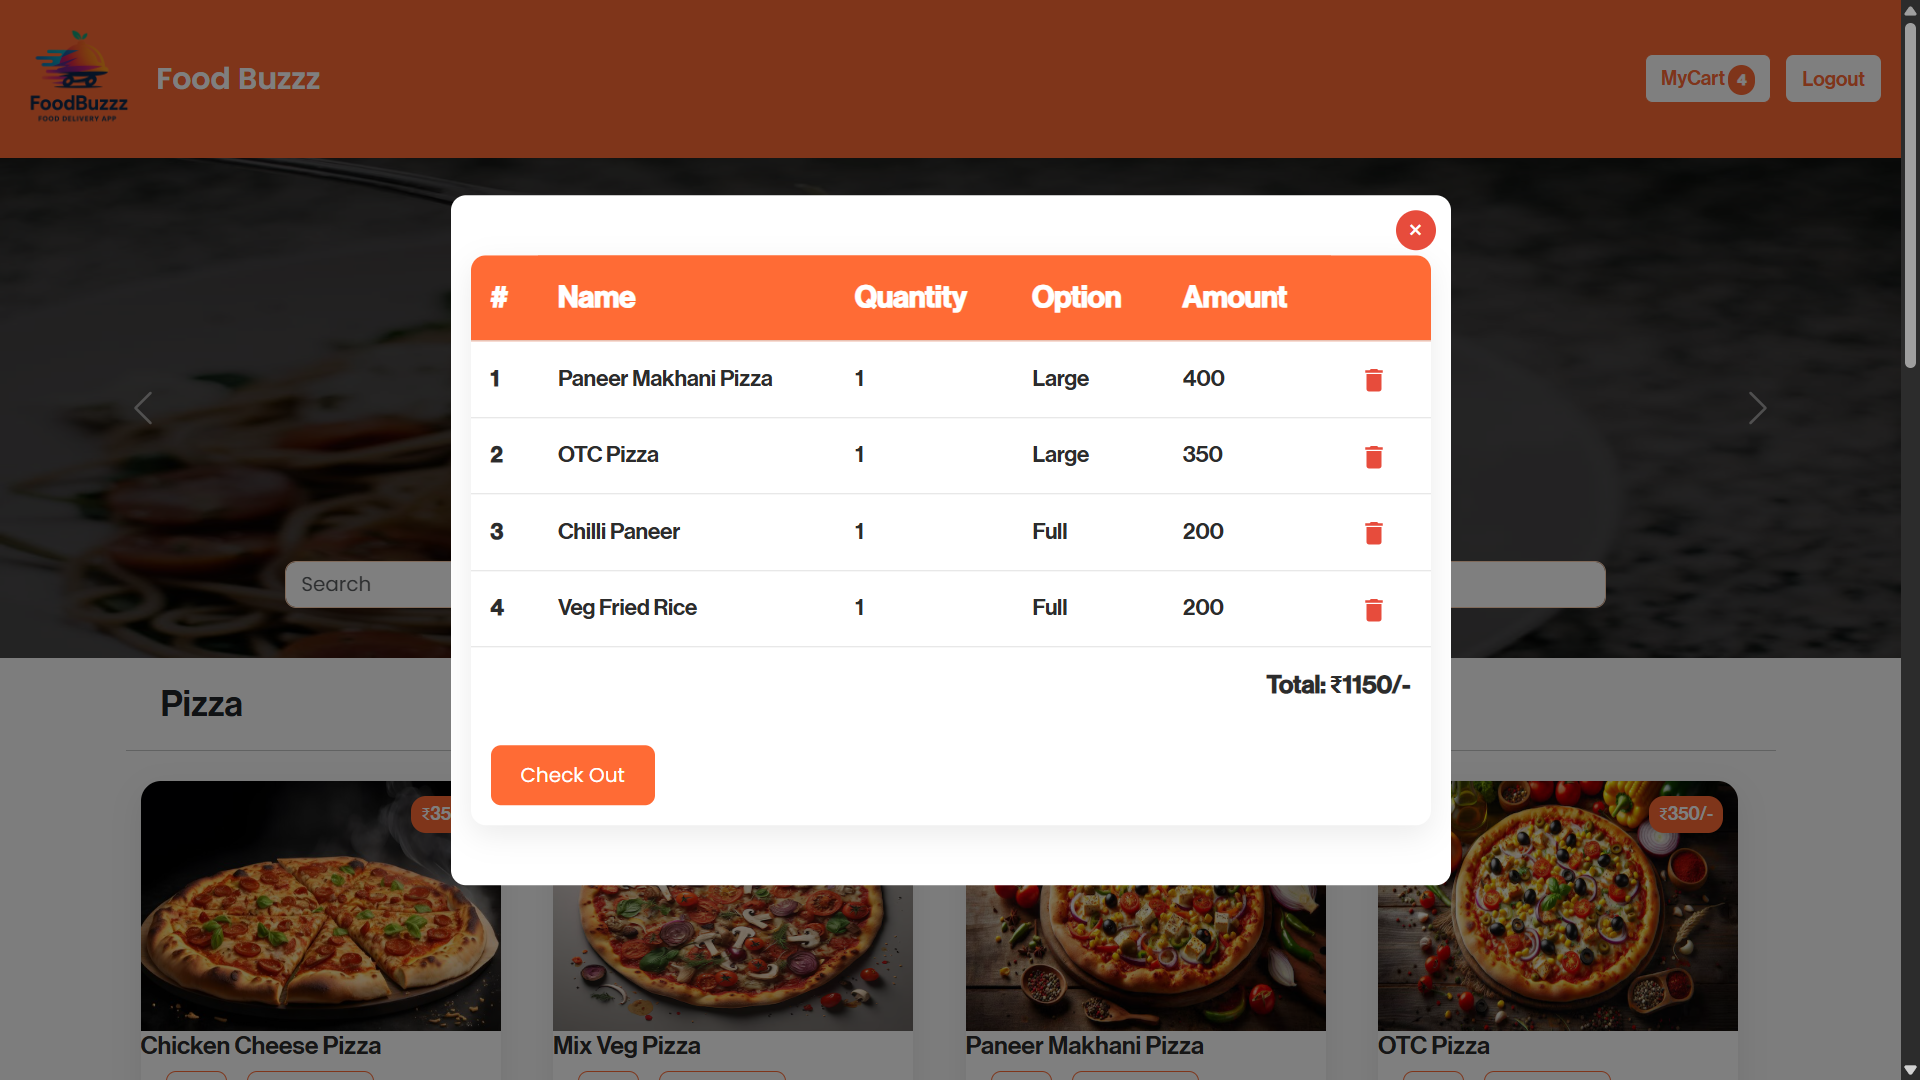 FoodBuzzz
FOOD DELIVERY APP
Food Buzzz
MyCart 4
Logout
×
# Name Quantity Option Amount
1 Paneer Makhani Pizza 1 Large 400
2 OTC Pizza 1 Large 350
3 Chilli Paneer 1 Full 200
4 Veg Fried Rice 1 Full 200
Total: ₹1150/-
Check Out
Search
Pizza
₹35
₹350/-
Chicken Cheese Pizza
Mix Veg Pizza
Paneer Makhani Pizza
OTC Pizza